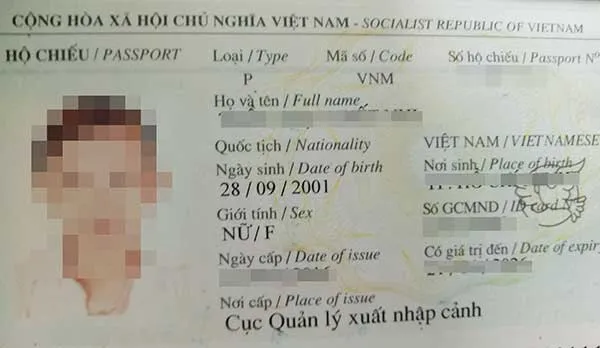 CỘNG HÒA XÃ HỘI CHỦ NGHĨA VIỆT NAM - SOCIALIST REPUBLIC OF VIETNAM
HỘ CHIẾU / PASSPORT Loại / Type Mã số / Code Số hộ chiếu / Passport Nº
P VNM
Họ và tên / Full name
Quốc tịch / Nationality VIỆT NAM / VIETNAMESE
Ngày sinh / Date of birth Nơi sinh / Place of birth
28 / 09 / 2001
Giới tính / Sex Số GCMND / ID card N
NỮ / F
Ngày cấp / Date of issue Có giá trị đến / Date of expiry
Nơi cấp / Place of issue
Cục Quản lý xuất nhập cảnh